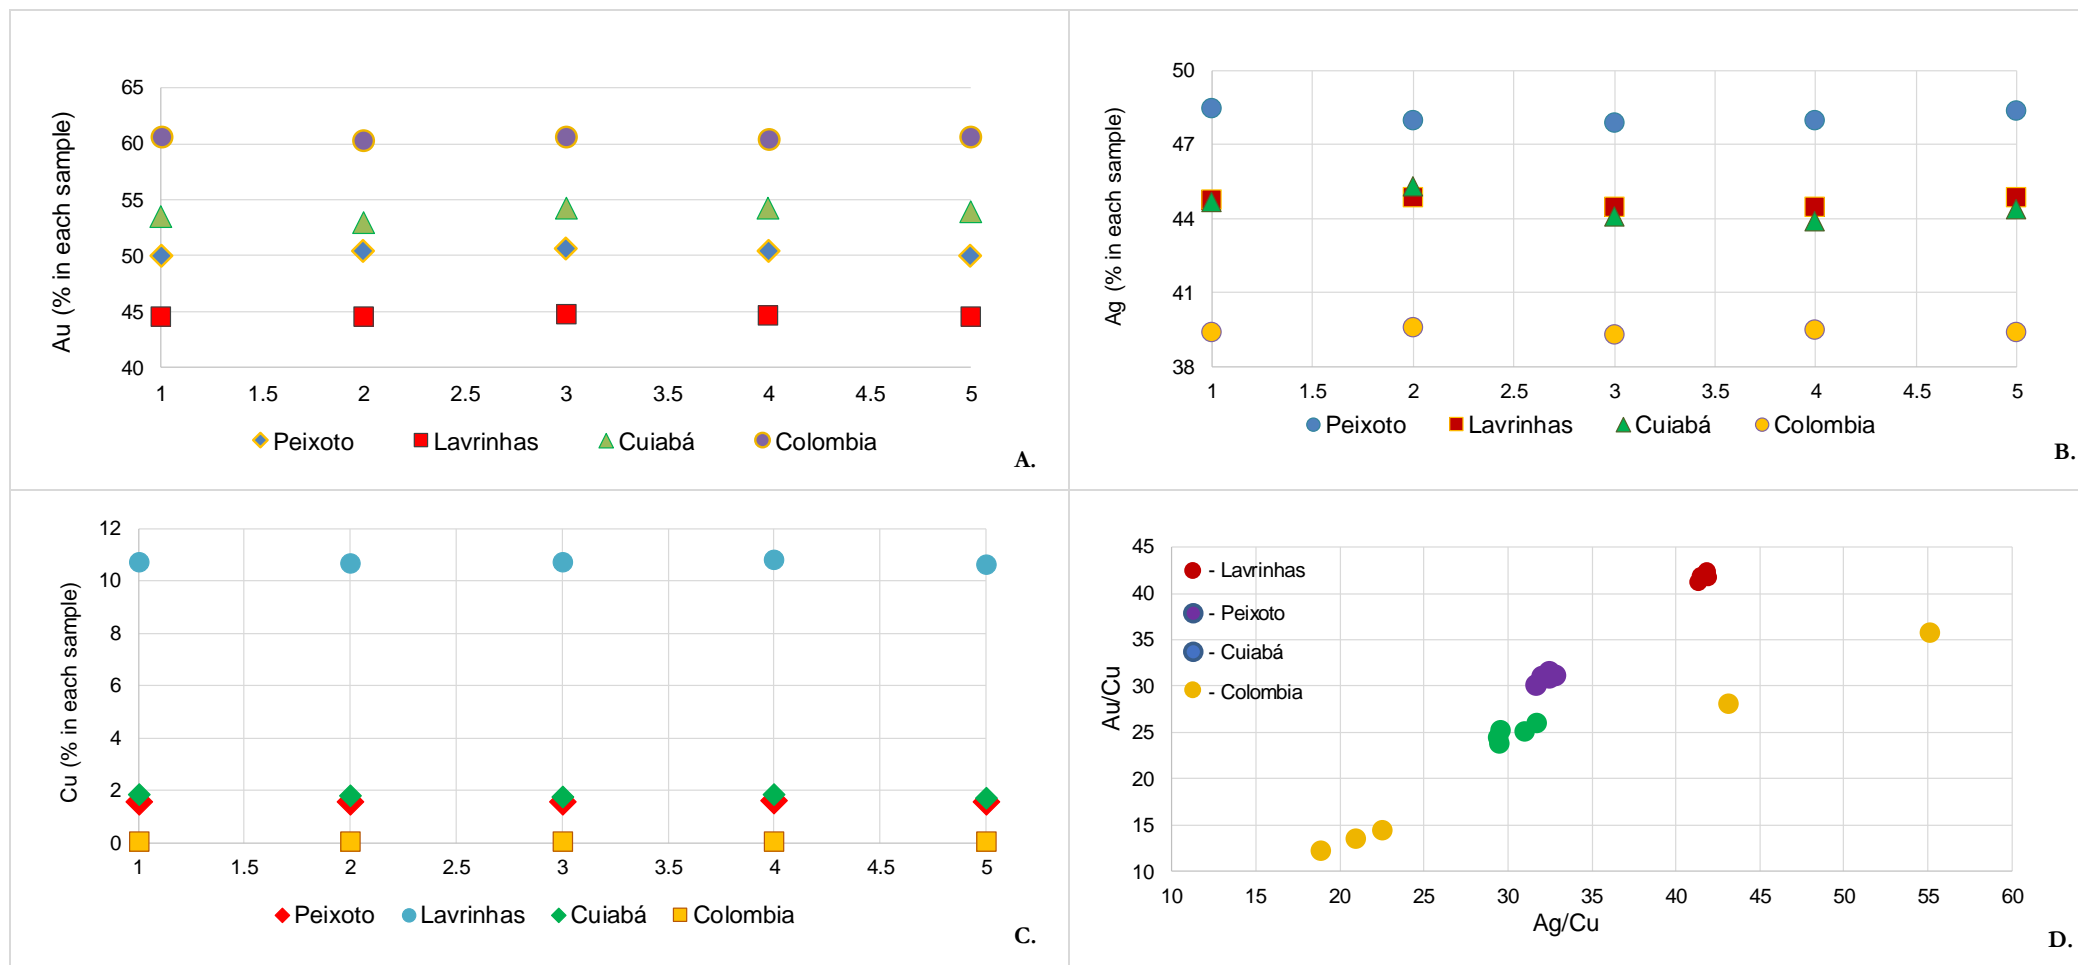 65
60
55
50
45
40
Au (% in each sample)
1 1.5 2 2.5 3 3.5 4 4.5 5
Peixoto Lavrinhas Cuiabá Colombia
A.
50
47
44
41
38
Ag (% in each sample)
1 1.5 2 2.5 3 3.5 4 4.5 5
Peixoto Lavrinhas Cuiabá Colombia
B.
12
10
8
6
4
2
0
Cu (% in each sample)
1 1.5 2 2.5 3 3.5 4 4.5 5
Peixoto Lavrinhas Cuiabá Colombia
C.
45
40
35
30
25
20
15
10
Au/Cu
- Lavrinhas
- Peixoto
- Cuiabá
- Colombia
10 15 20 25 30 35 40 45 50 55 60
Ag/Cu
D.